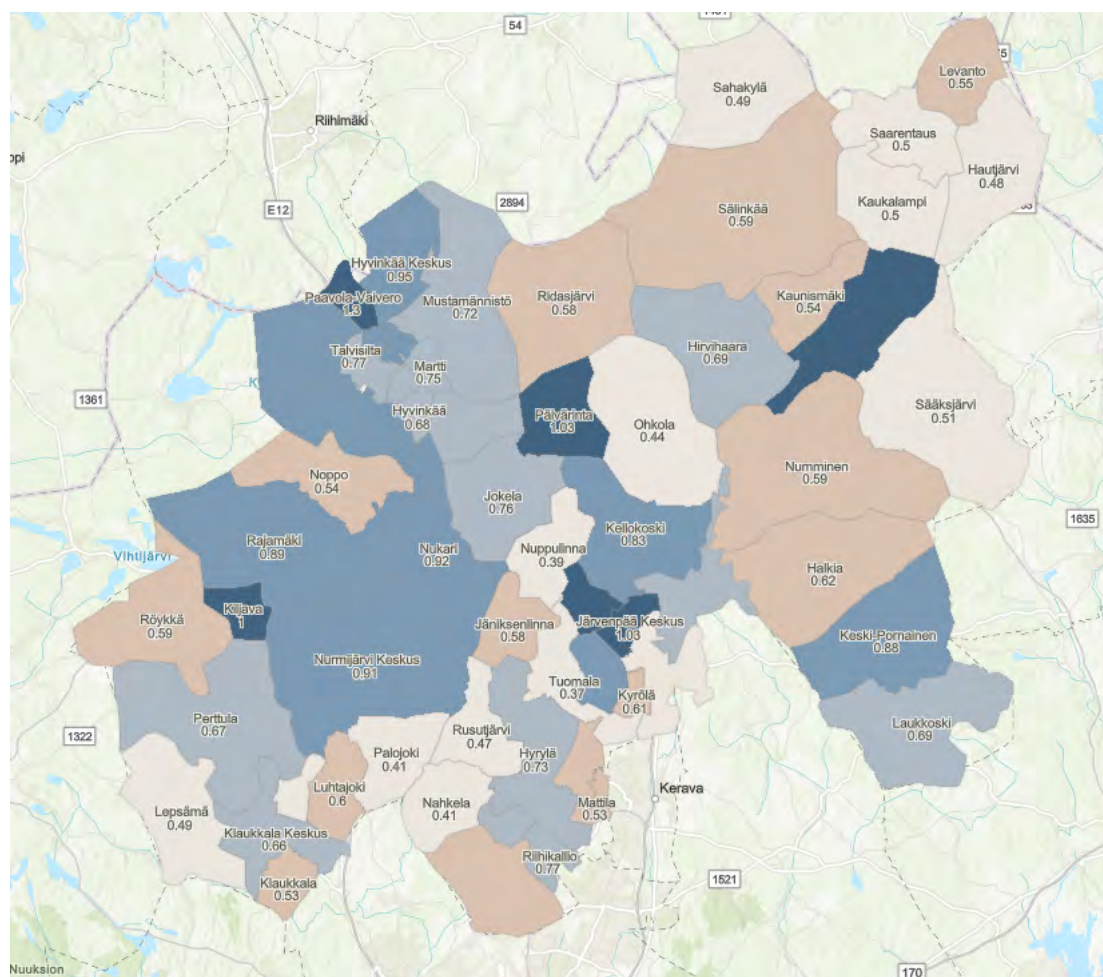 54
Levanto
0.55
Sahakylä
0.49
Riihimäki
Saarentaus
0.5
Hautjärvi
0.48
E12
2894
Sälinkää
0.59
Kaukalampi
0.5
Hyvinkää Keskus
0.95
Paavola-Vaivero
1.3
Mustamännistö
0.72
Ridasjärvi
0.58
Kaunismäki
0.54
Talvisilta
0.77
Martti
0.75
Hirvihaara
0.69
1361
Hyvinkää
0.68
Päivärinta
1.03
Ohkola
0.44
Sääksjärvi
0.51
Noppo
0.54
Numminen
0.59
Jokela
0.76
Rajamäki
0.89
Nukari
0.92
Kellokoski
0.83
1635
Vihtijärvi
Nuppulinna
0.39
Halkia
0.62
Röykkä
0.59
Kiljava
1
Jäniksenlinna
0.58
Järvenpää Keskus
1.03
Keski-Pornainen
0.88
Nurmijärvi Keskus
0.91
Tuomala
0.37
Kyrölä
0.61
Perttula
0.67
Laukkoski
0.69
1322
Palojoki
0.41
Rusutjärvi
0.47
Hyrylä
0.73
Luhtajoki
0.6
Kerava
Lepsämä
0.49
Nahkela
0.41
Mattila
0.53
Klaukkala Keskus
0.66
Riihikallio
0.77
Klaukkala
0.53
1521
Nuuksion
170